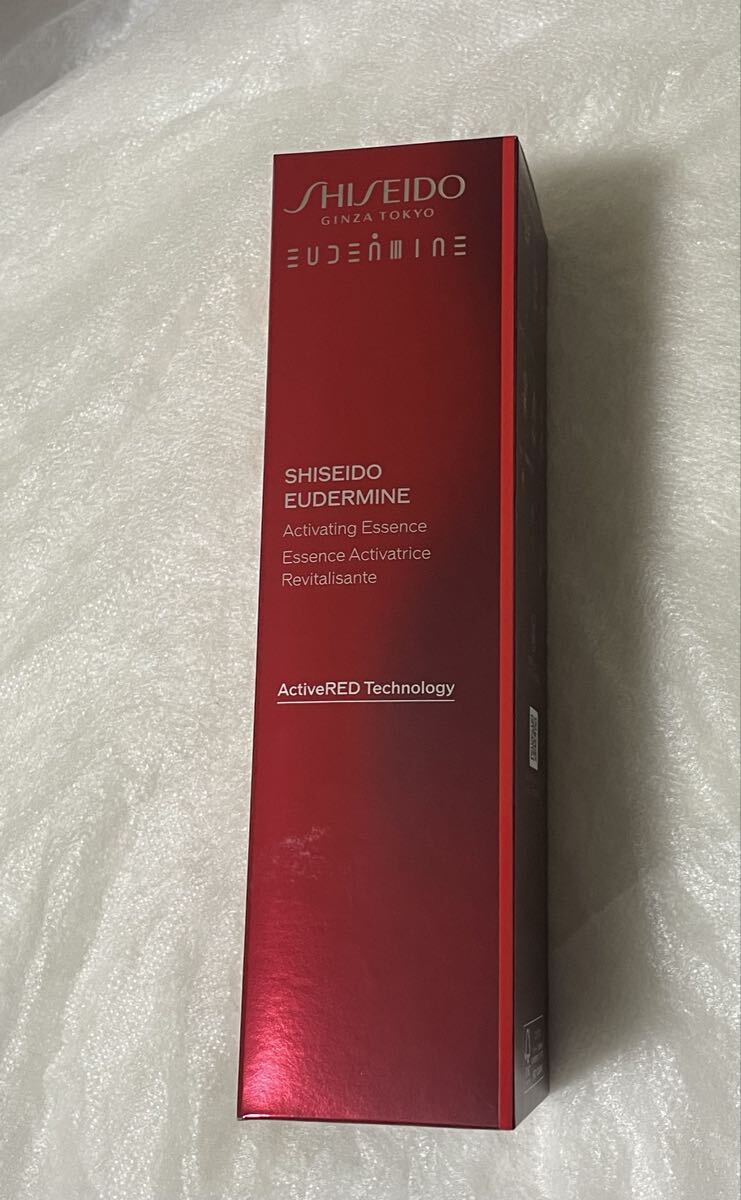 SHISEIDO
GINZA TOKYO
EUDERMINE
SHISEIDO
EUDERMINE
Activating Essence
Essence Activatrice
Revitalisante
ActiveRED Technology